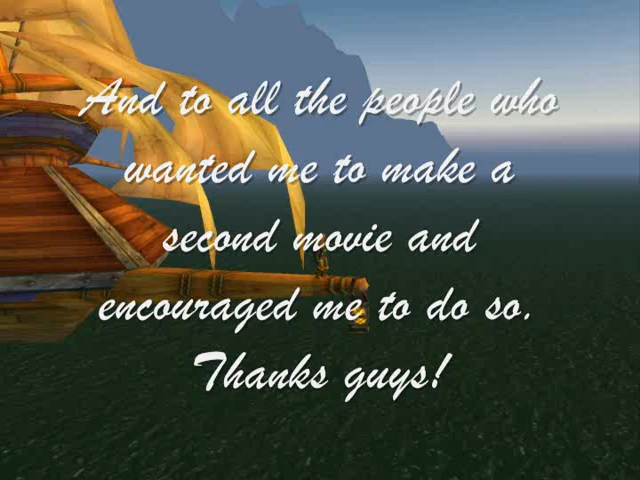 And to all the people who
wanted me to make a
second movie and
encouraged me to do so.
Thanks guys!